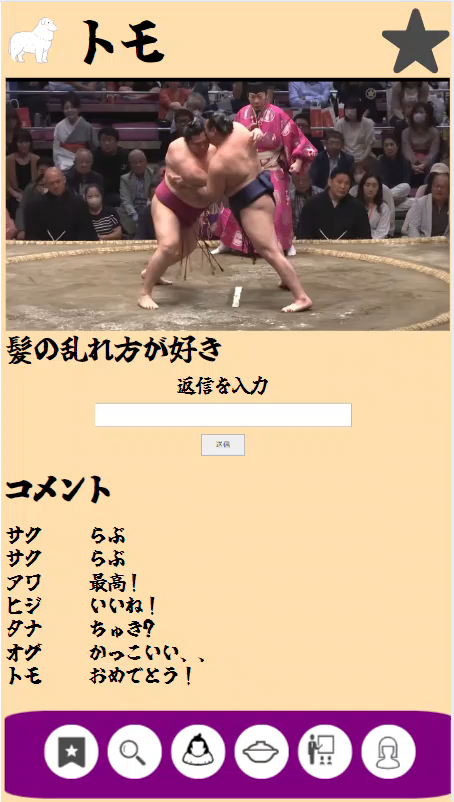 トモ
髪の乱れ方が好き
返信を入力
送信
コメント
サク らぶ
サク らぶ
アワ 最高！
ヒジ いいね！
タナ ちゅき?
オグ かっこいい、、
トモ おめでとう！